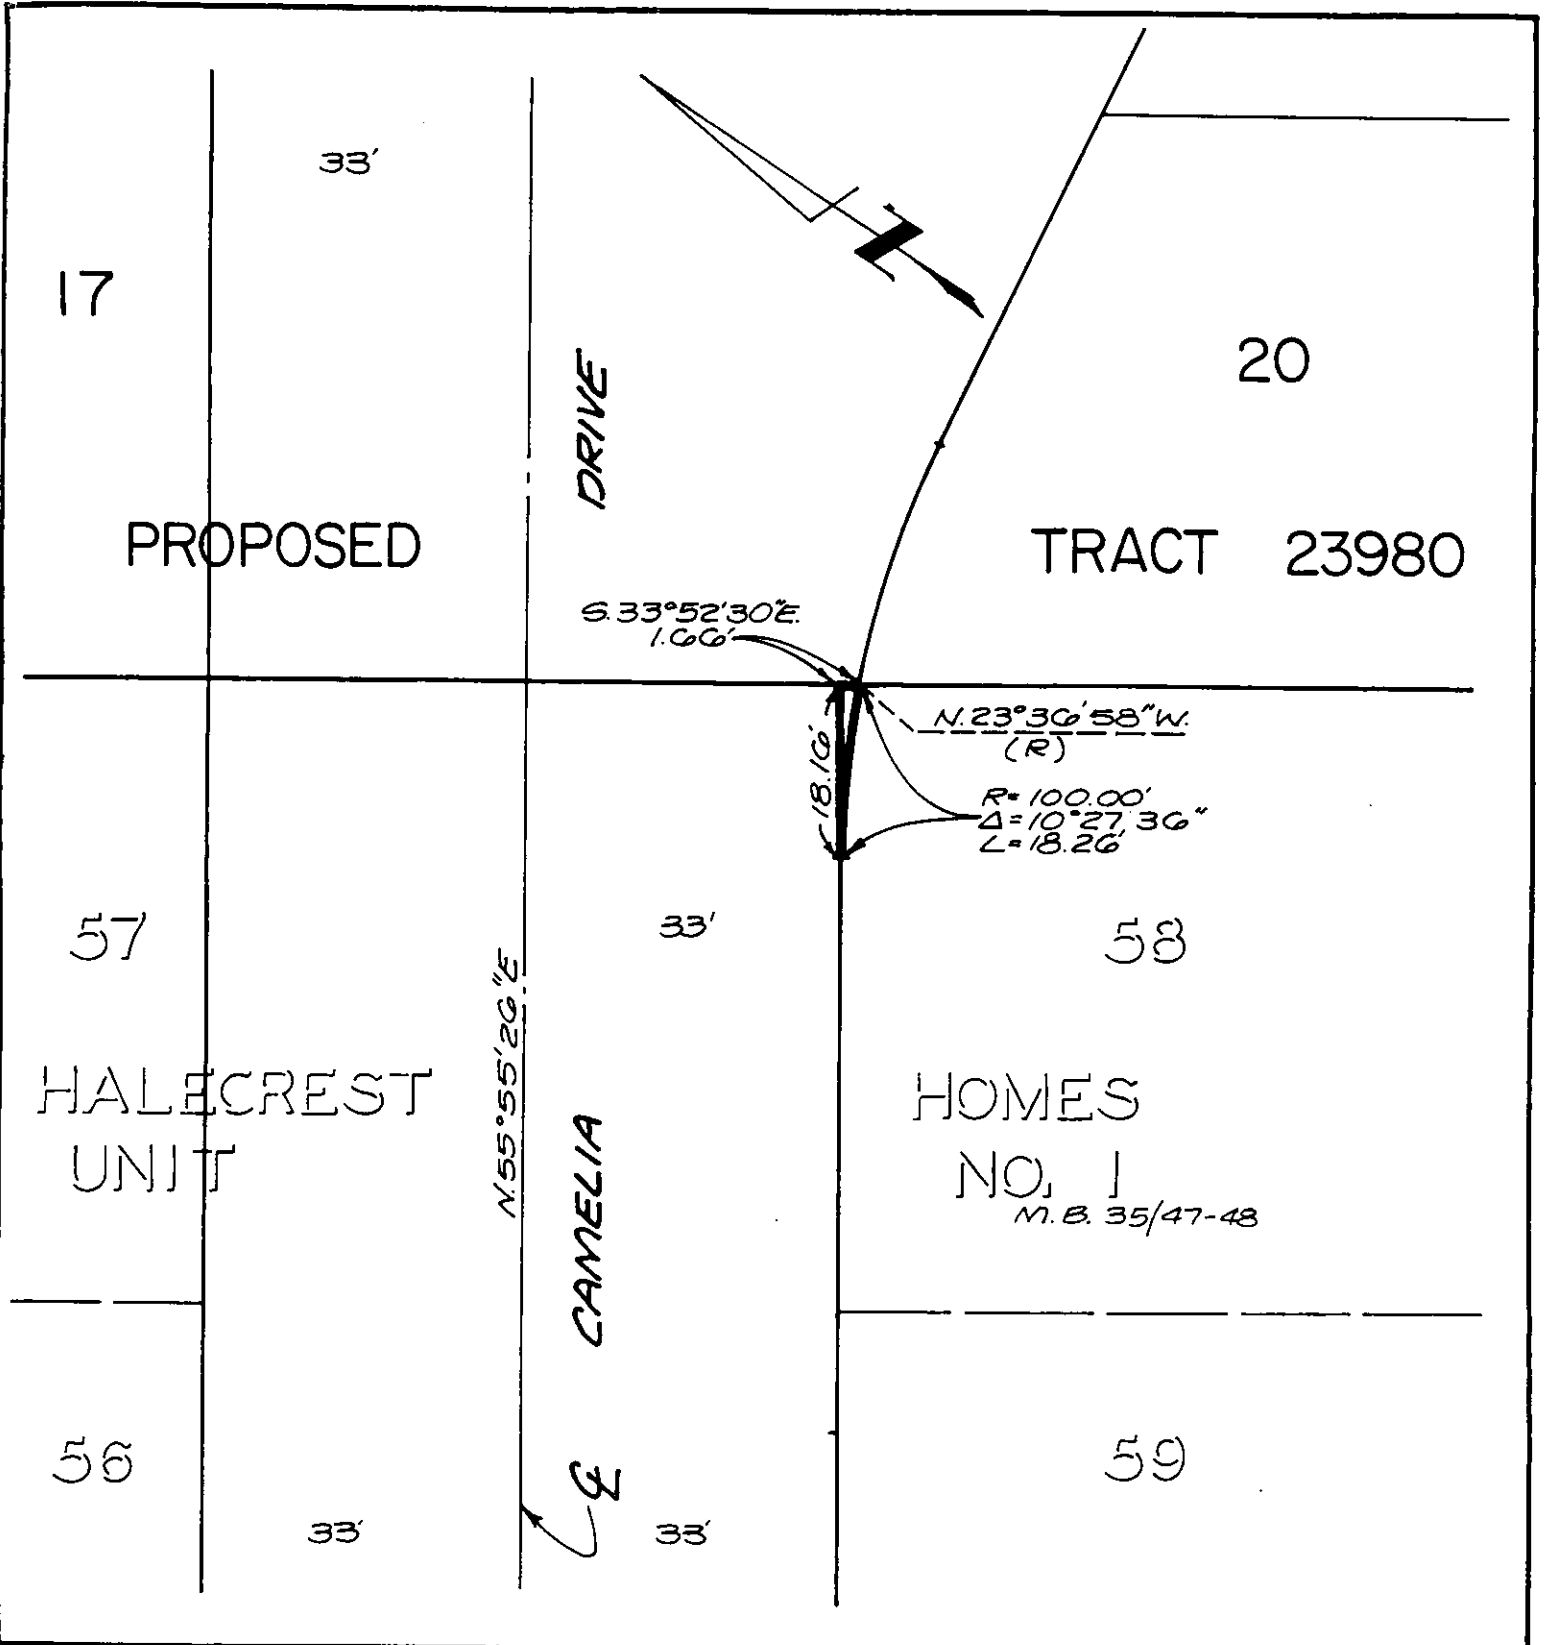 33'
17
N
20
DRIVE
PROPOSED
TRACT 23980
S.33°52'30"E.
1.66'
N.23°36'58"W.
(R)
18.16'
R=100.00'
Δ=10°27'36"
L=18.26'
57
33'
58
N.55°55'26"E
HALECREST
HOMES
UNIT
NO. 1
M.B. 35/47-48
CAMELIA
56
℄
59
33'
33'